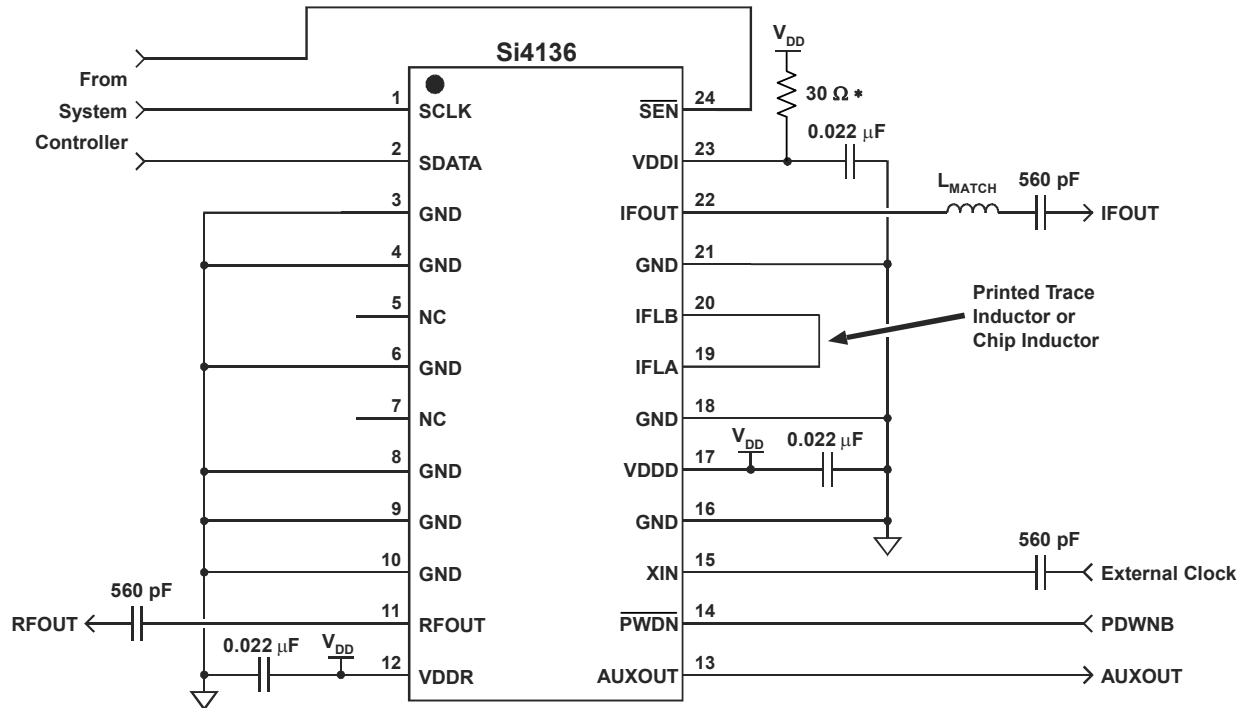 Si4136
From
System
Controller
1
SCLK
2
SDATA
3
GND
4
GND
5
NC
6
GND
7
NC
8
GND
9
GND
10
GND
11
RFOUT
12
VDDR
560 pF
RFOUT
0.022 μF
VDD
24
SEN
23
VDDI
22
IFOUT
21
GND
20
IFLB
19
IFLA
18
GND
17
VDDD
16
GND
15
XIN
14
PWDN
13
AUXOUT
VDD
30 Ω *
0.022 μF
LMATCH
560 pF
IFOUT
Printed Trace
Inductor or
Chip Inductor
VDD
0.022 μF
560 pF
External Clock
PDWNB
AUXOUT